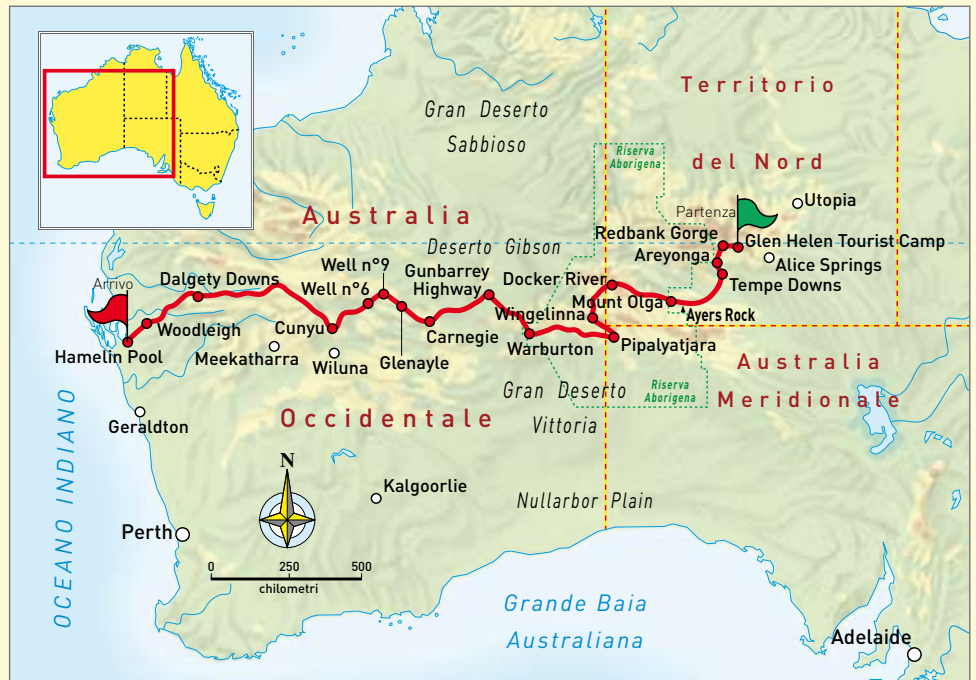 Territorio
Gran Deserto
Sabbioso
Riserva
Aborigena
del Nord
Utopia
Partenza
Australia
Redbank Gorge
Glen Helen Tourist Camp
Deserto Gibson
Areyonga
Alice Springs
Well n°9
Gunbarrey
Highway
Docker River
Tempe Downs
Dalgety Downs
Well n°6
Arrivo
Mount Olga
Ayers Rock
Wingelinna
Woodleigh
Cunyu
Carnegie
Hamelin Pool
Meekatharra
Wiluna
Glenayle
Warburton
Pipalyatjara
Australia
Meridionale
Gran Deserto
Vittoria
Riserva
Aborigena
Geraldton
Occidentale
OCEANO INDIANO
N
Kalgoorlie
Nullarbor Plain
Perth
0 250 500
chilometri
Grande Baia
Australiana
Adelaide